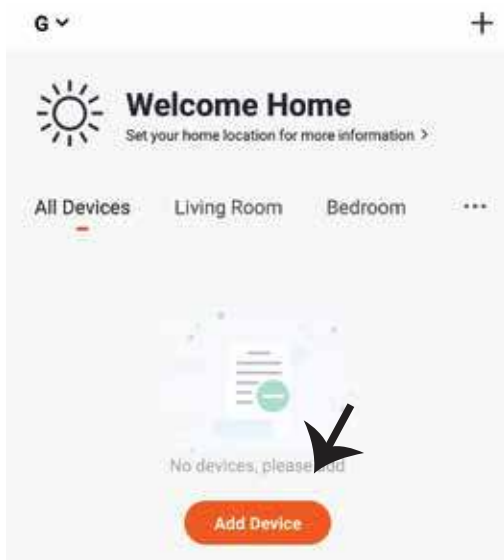 G
Welcome Home
Set your home location for more information >
All Devices Living Room Bedroom ...
No devices, please add
Add Device